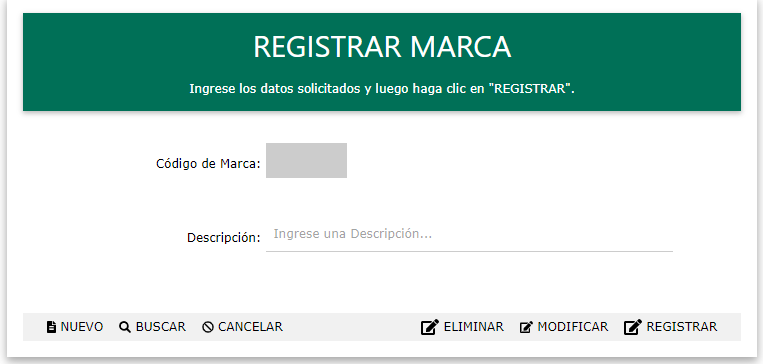 REGISTRAR MARCA
Ingrese los datos solicitados y luego haga clic en "REGISTRAR".
Código de Marca:
Descripción: Ingrese una Descripción...
NUEVO BUSCAR CANCELAR ELIMINAR MODIFICAR REGISTRAR